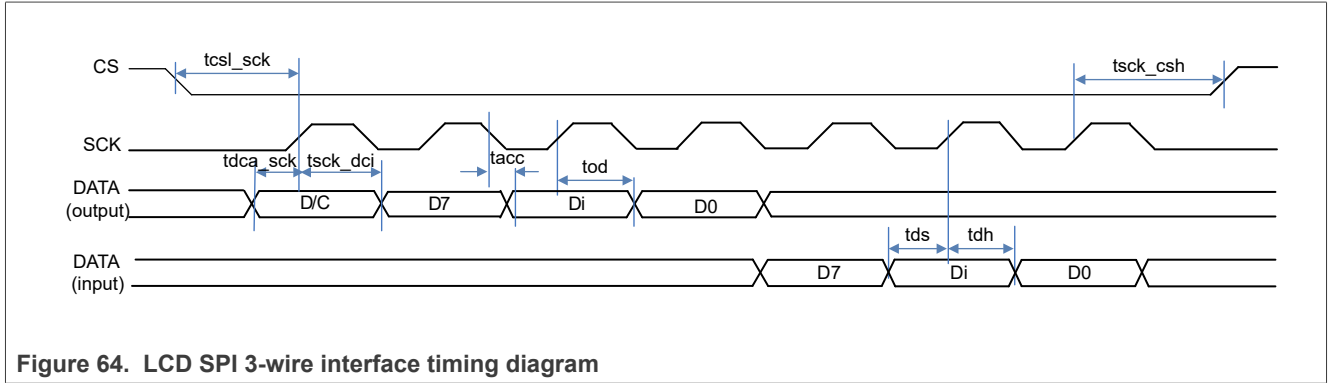 CS
tcsl_sck
tsck_csh
SCK
tdca_sck
tsck_dci
tacc
tod
DATA
(output)
D/C
D7
Di
D0
tds
tdh
DATA
(input)
D7
Di
D0
Figure 64. LCD SPI 3-wire interface timing diagram